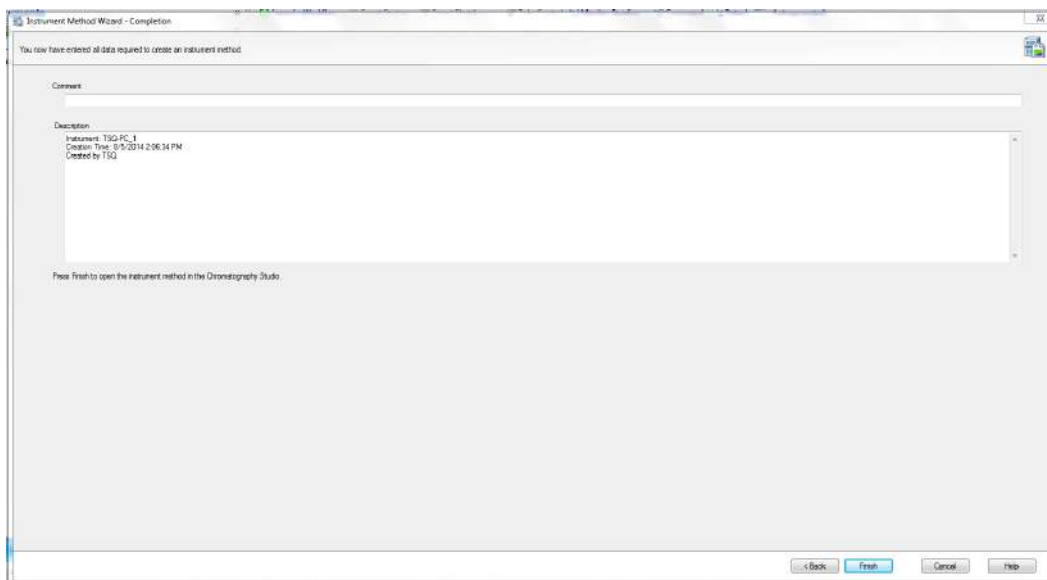 Instrument Method Wizard - Completion
You now have entered all data required to create an instrument method.
Comment
Description
Instrument: TSQ-PC_1
Creation Time: 8/5/2014 2:06:34 PM
Created by TSQ
Press Finish to open the instrument method in the Chromatography Studio.
< Back Finish Cancel Help